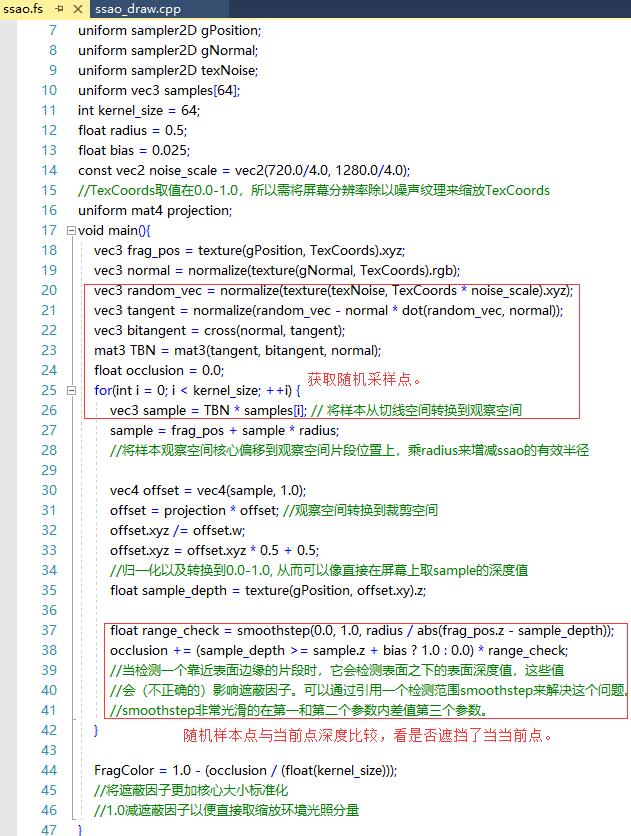 ssao.fs ssao_draw.cpp
7 uniform sampler2D gPosition;
8 uniform sampler2D gNormal;
9 uniform sampler2D texNoise;
10 uniform vec3 samples[64];
11 int kernel_size = 64;
12 float radius = 0.5;
13 float bias = 0.025;
14 const vec2 noise_scale = vec2(720.0/4.0, 1280.0/4.0);
15 //TexCoords取值在0.0-1.0，所以需将屏幕分辨率除以噪声纹理来缩放TexCoords
16 uniform mat4 projection;
17 void main(){
18 vec3 frag_pos = texture(gPosition, TexCoords).xyz;
19 vec3 normal = normalize(texture(gNormal, TexCoords).rgb);
20 vec3 random_vec = normalize(texture(texNoise, TexCoords * noise_scale).xyz);
21 vec3 tangent = normalize(random_vec - normal * dot(random_vec, normal));
22 vec3 bitangent = cross(normal, tangent);
23 mat3 TBN = mat3(tangent, bitangent, normal);
24 float occlusion = 0.0;
获取随机采样点。
25 for(int i = 0; i < kernel_size; ++i) {
26 vec3 sample = TBN * samples[i]; // 将样本从切线空间转换到观察空间
27 sample = frag_pos + sample * radius;
28 //将样本观察空间核心偏移到观察空间片段位置上，乘radius来增减ssao的有效半径
29
30 vec4 offset = vec4(sample, 1.0);
31 offset = projection * offset; //观察空间转换到裁剪空间
32 offset.xyz /= offset.w;
33 offset.xyz = offset.xyz * 0.5 + 0.5;
34 //归一化以及转换到0.0-1.0, 从而可以像直接在屏幕上取sample的深度值
35 float sample_depth = texture(gPosition, offset.xy).z;
36
37 float range_check = smoothstep(0.0, 1.0, radius / abs(frag_pos.z - sample_depth));
38 occlusion += (sample_depth >= sample.z + bias ? 1.0 : 0.0) * range_check;
39 //当检测一个靠近表面边缘的片段时，它会检测表面之下的表面深度值，这些值
40 //会（不正确的）影响遮蔽因子。可以通过引用一个检测范围smoothstep来解决这个问题。
41 //smoothstep非常光滑的在第一和第二个参数内差值第三个参数。
42 }
随机样本点与当前点深度比较，看是否遮挡了当当前点。
43
44 FragColor = 1.0 - (occlusion / (float(kernel_size)));
45 //将遮蔽因子更加核心大小标准化
46 //1.0减遮蔽因子以便直接取缩放环境光照分量
47 }